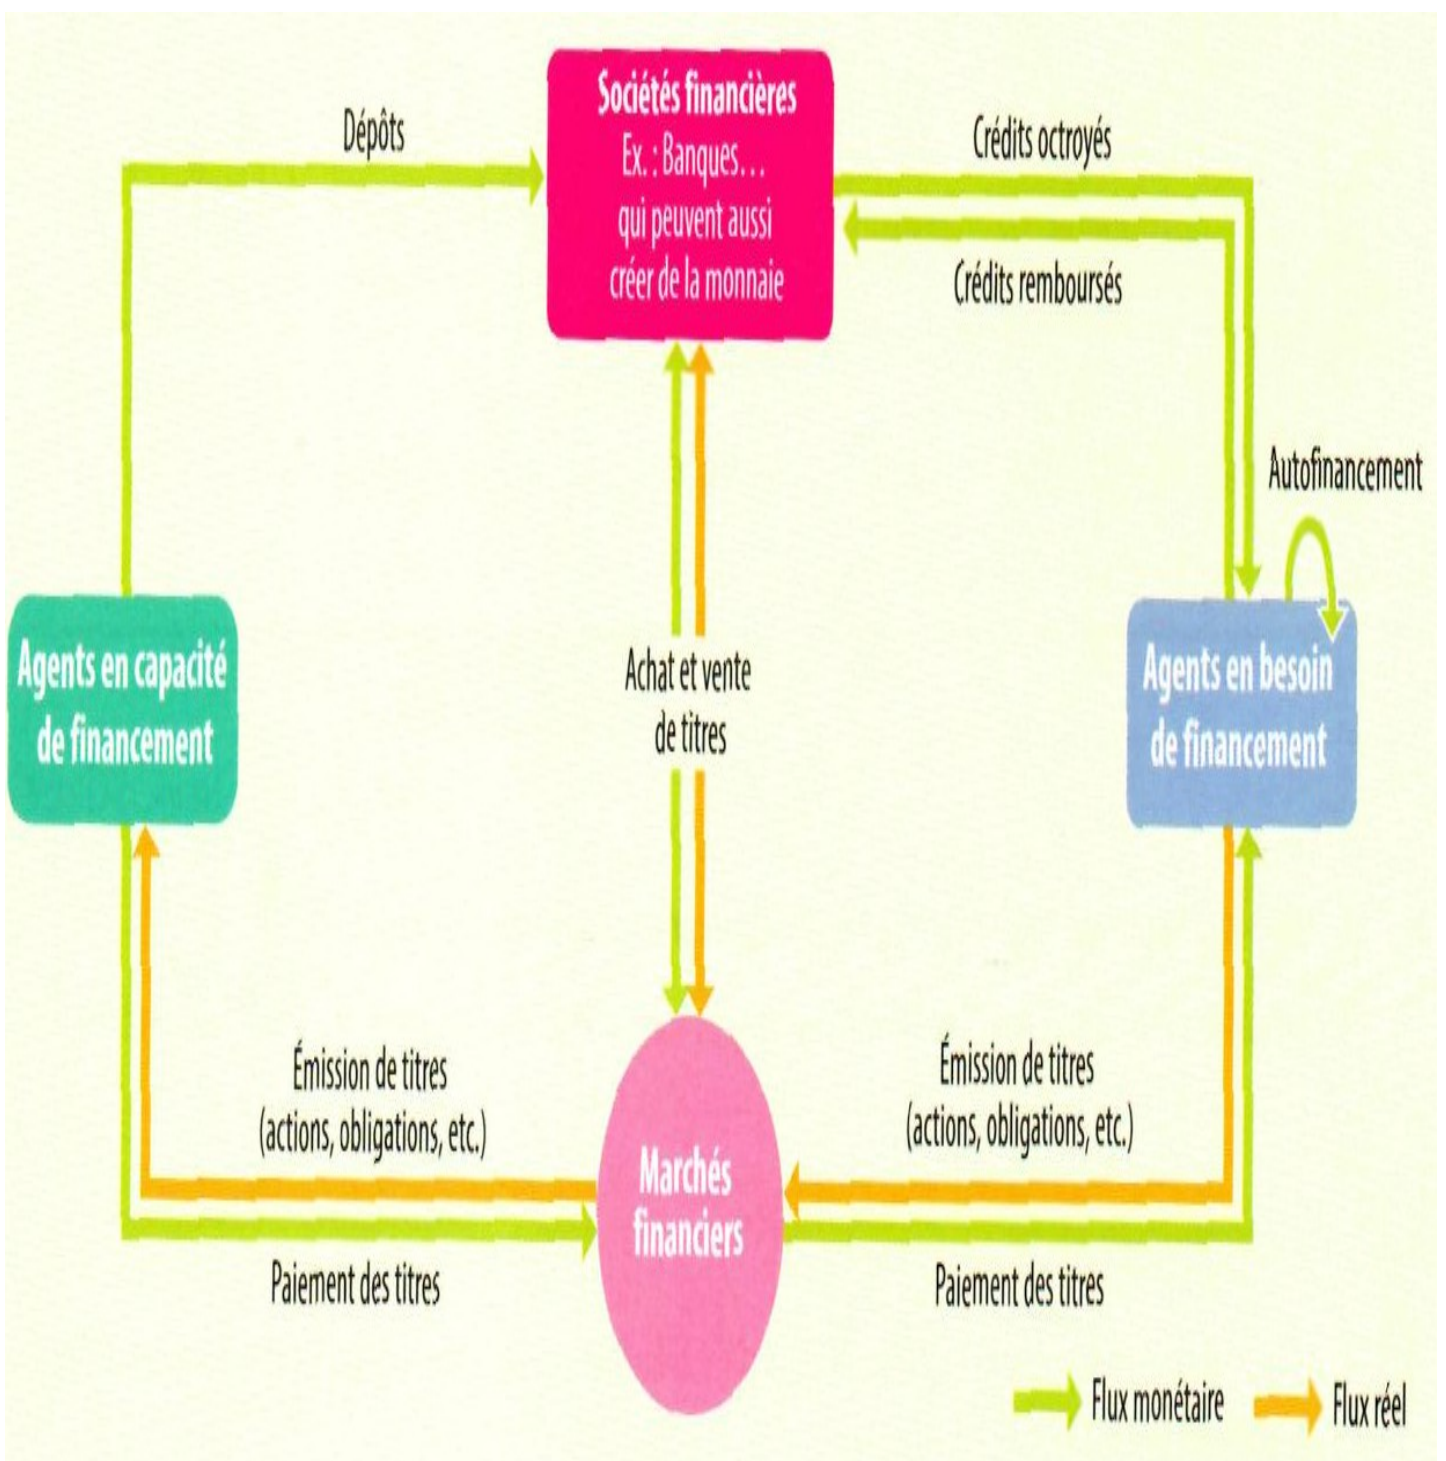 Sociétés financières
Ex. : Banques…
qui peuvent aussi
créer de la monnaie
Dépôts
Crédits octroyés
Crédits remboursés
Autofinancement
Agents en capacité
de financement
Achat et vente
de titres
Agents en besoin
de financement
Émission de titres
(actions, obligations, etc.)
Émission de titres
(actions, obligations, etc.)
Marchés
financiers
Paiement des titres
Paiement des titres
Flux monétaire
Flux réel